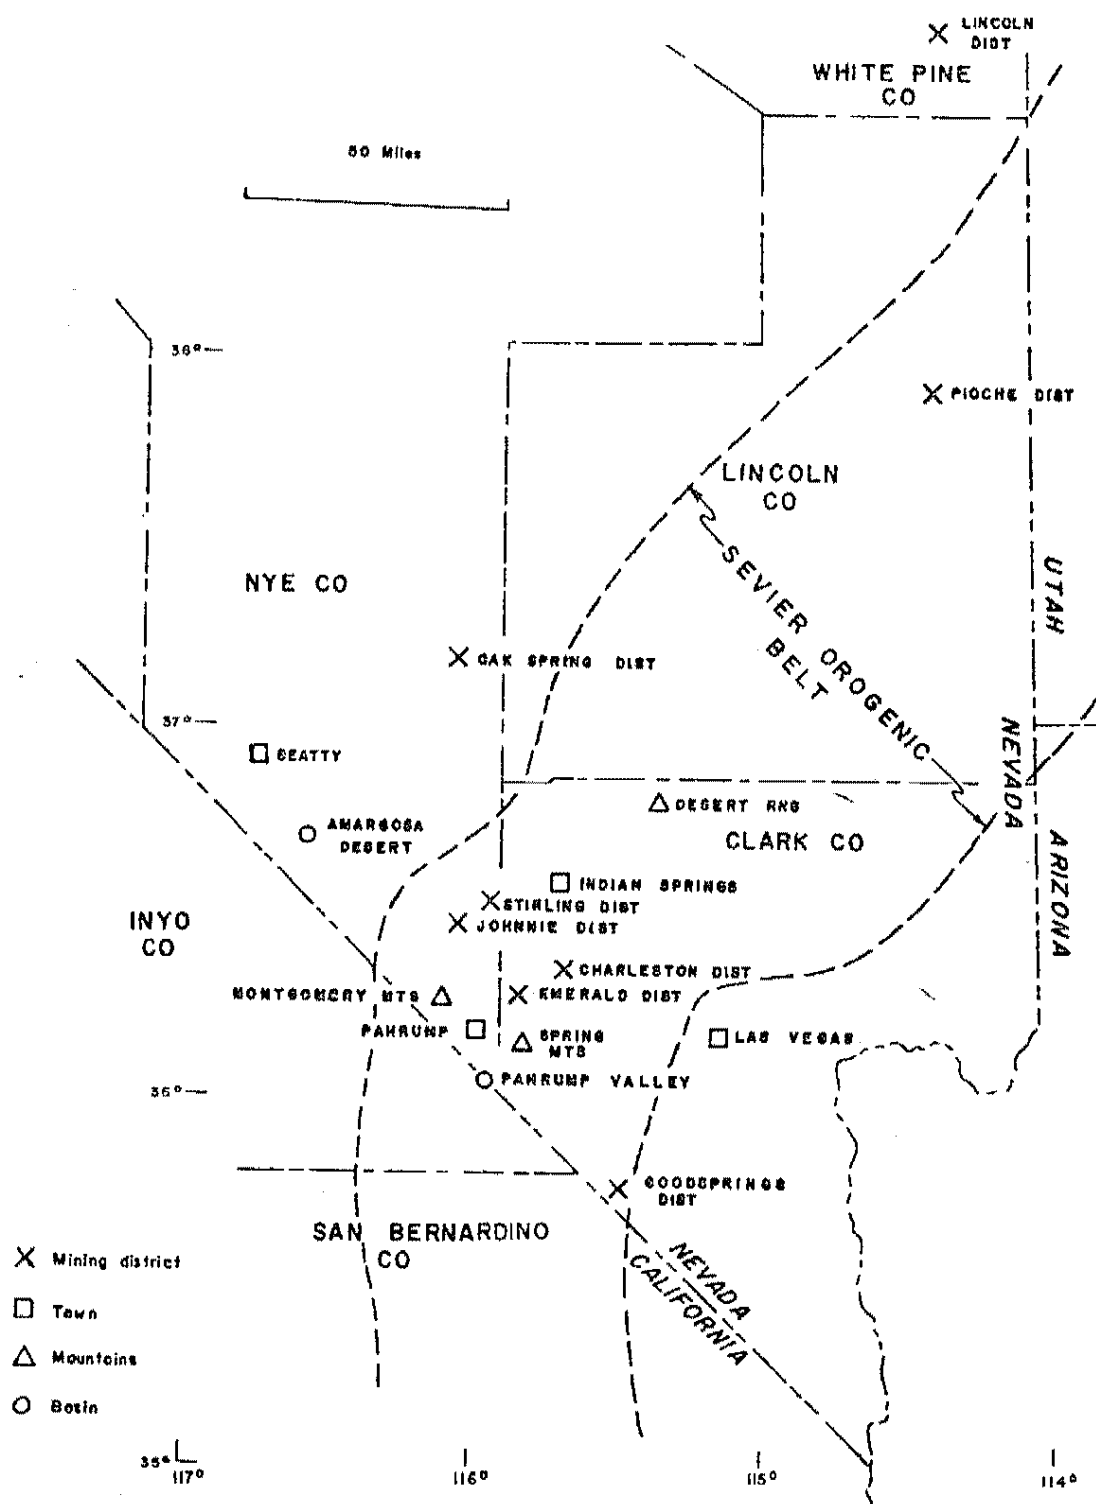 LINCOLN
DIST
WHITE PINE
CO
50 Miles
38°
PIOCHE DIST
LINCOLN
CO
NYE CO
SEVIER OROGENIC
BELT
UTAH
OAK SPRING DIST
37°
BEATTY
NEVADA
DESERT RNG
AMARGOSA
DESERT
CLARK CO
ARIZONA
INDIAN SPRINGS
STIRLING DIST
JOHNNIE DIST
INYO
CO
CHARLESTON DIST
MONTGOMERY MTS
EMERALD DIST
PAHRUMP
SPRING
MTS
LAS VEGAS
PAHRUMP VALLEY
36°
GOODSPRINGS
DIST
SAN BERNARDINO
CO
NEVADA
CALIFORNIA
Mining district
Town
Mountains
Basin
35°
117°
116°
115°
114°